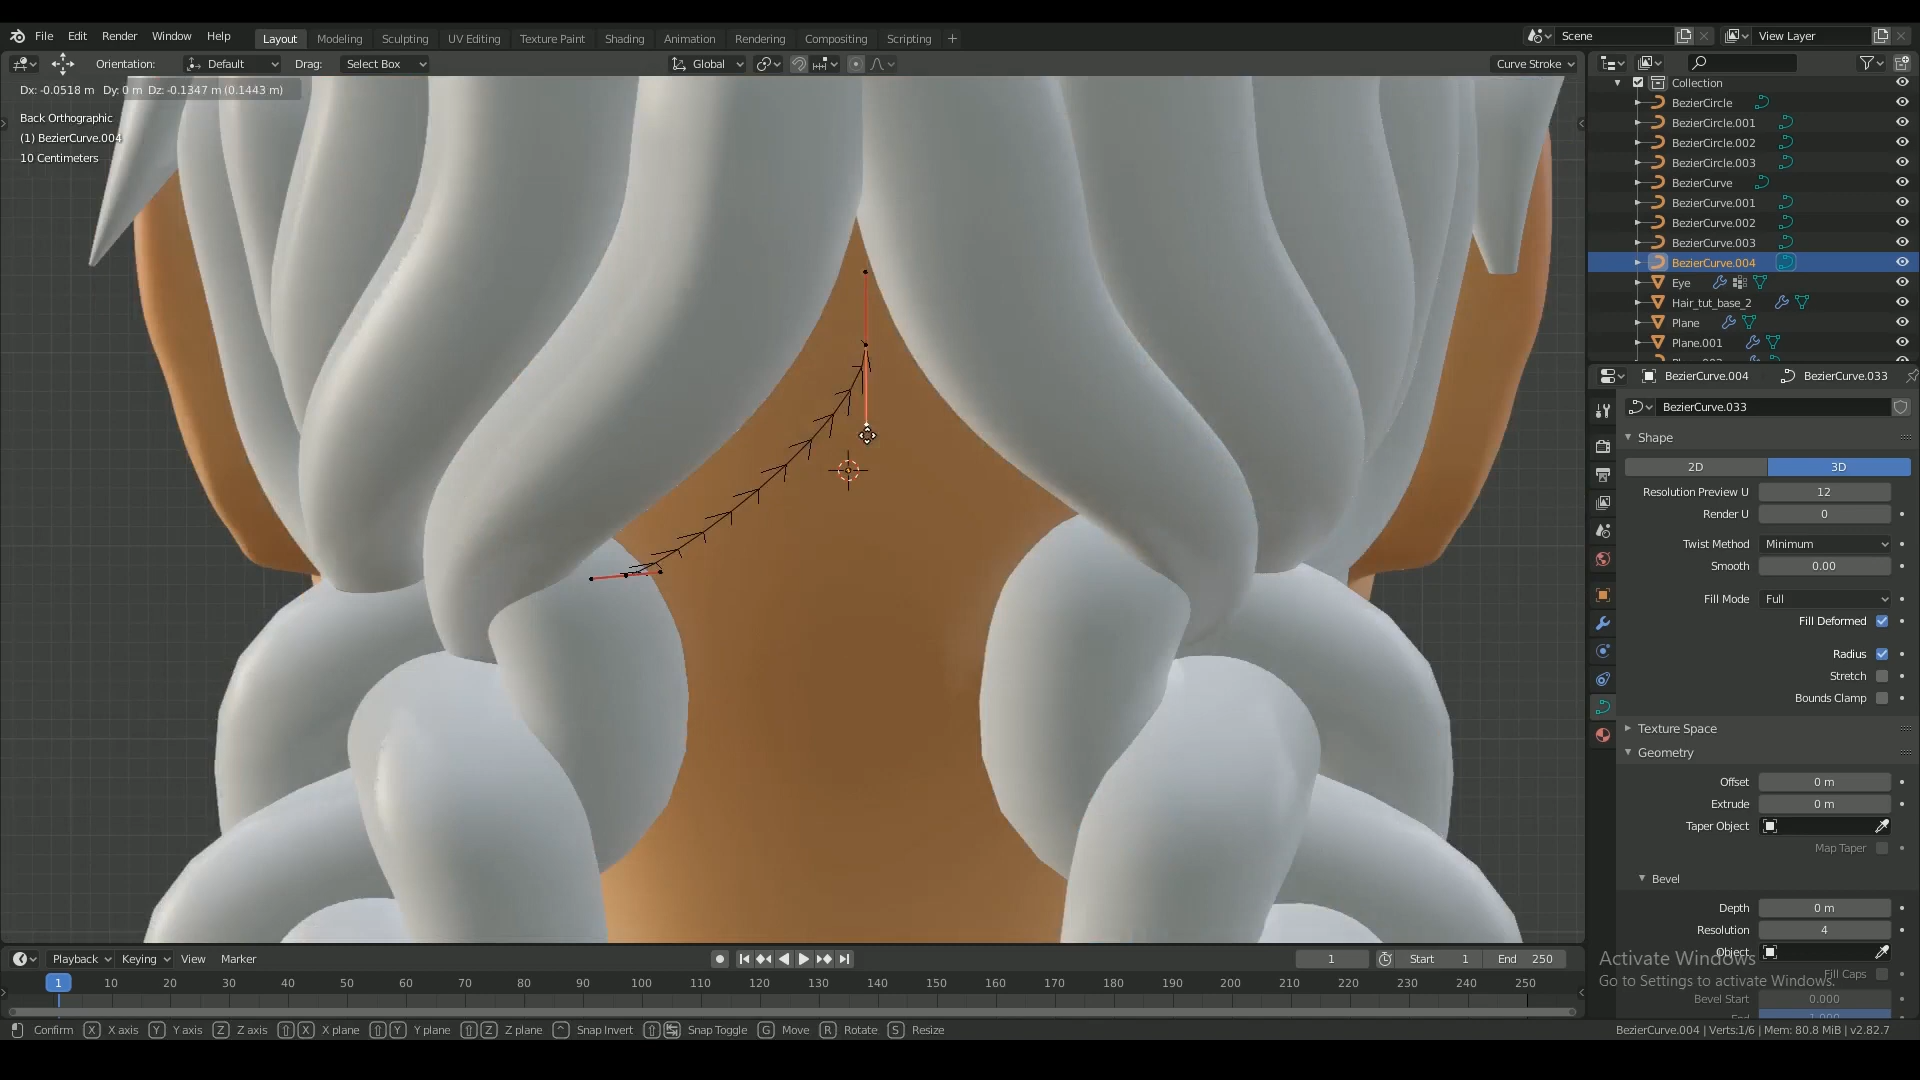 File Edit Render Window Help Layout Modeling Sculpting UV Editing Texture Paint Shading Animation Rendering Compositing Scripting + Scene View Layer
Orientation: Default Drag: Select Box Global Curve Stroke
Dx: -0.0518 m Dy: 0 m Dz: -0.1347 m (0.1443 m)
Back Orthographic
(1) BezierCurve.004
10 Centimeters
Collection
BezierCircle
BezierCircle.001
BezierCircle.002
BezierCircle.003
BezierCurve
BezierCurve.001
BezierCurve.002
BezierCurve.003
BezierCurve.004
Eye
Hair_tut_base_2
Plane
Plane.001
BezierCurve.004 BezierCurve.033
BezierCurve.033
Shape
2D 3D
Resolution Preview U 12
Render U 0
Twist Method Minimum
Smooth 0.00
Fill Mode Full
Fill Deformed
Radius
Stretch
Bounds Clamp
Texture Space
Geometry
Offset 0 m
Extrude 0 m
Taper Object
Map Taper
Bevel
Depth 0 m
Resolution 4
Object
Fill Caps
Bevel Start 0.000
End 1.000
Activate Windows
Go to Settings to activate Windows.
Playback Keying View Marker 1 Start 1 End 250
1 10 20 30 40 50 60 70 80 90 100 110 120 130 140 150 160 170 180 190 200 210 220 230 240 250
Confirm X X axis Y Y axis Z Z axis X X plane Y Y plane Z Z plane Snap Invert Snap Toggle G Move R Rotate S Resize BezierCurve.004 | Verts:1/6 | Mem: 80.8 MiB | v2.82.7